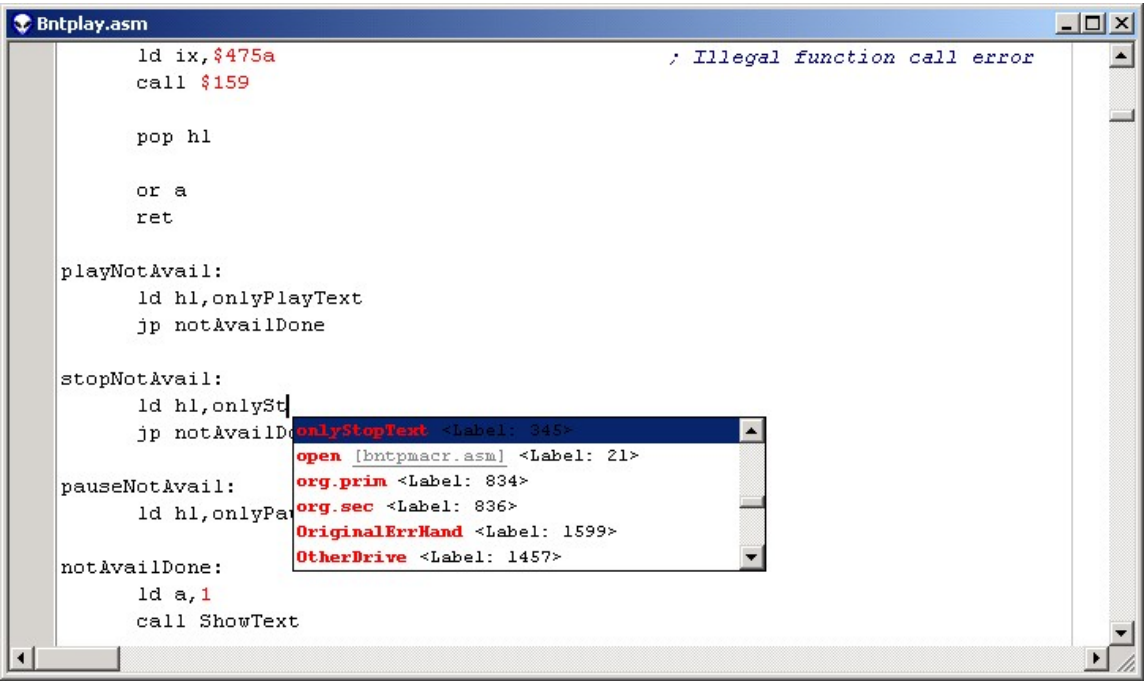 Bntplay.asm
ld ix,$475a ; Illegal function call error
call $159
pop hl
or a
ret
playNotAvail:
ld hl,onlyPlayText
jp notAvailDone
stopNotAvail:
ld hl,onlySt
jp notAvailDo
onlyStopText <Label: 345>
open [bntpmacr.asm] <Label: 21>
org.prim <Label: 834>
org.sec <Label: 836>
OriginalErrHand <Label: 1599>
OtherDrive <Label: 1457>
pauseNotAvail:
ld hl,onlyPau
notAvailDone:
ld a,1
call ShowText